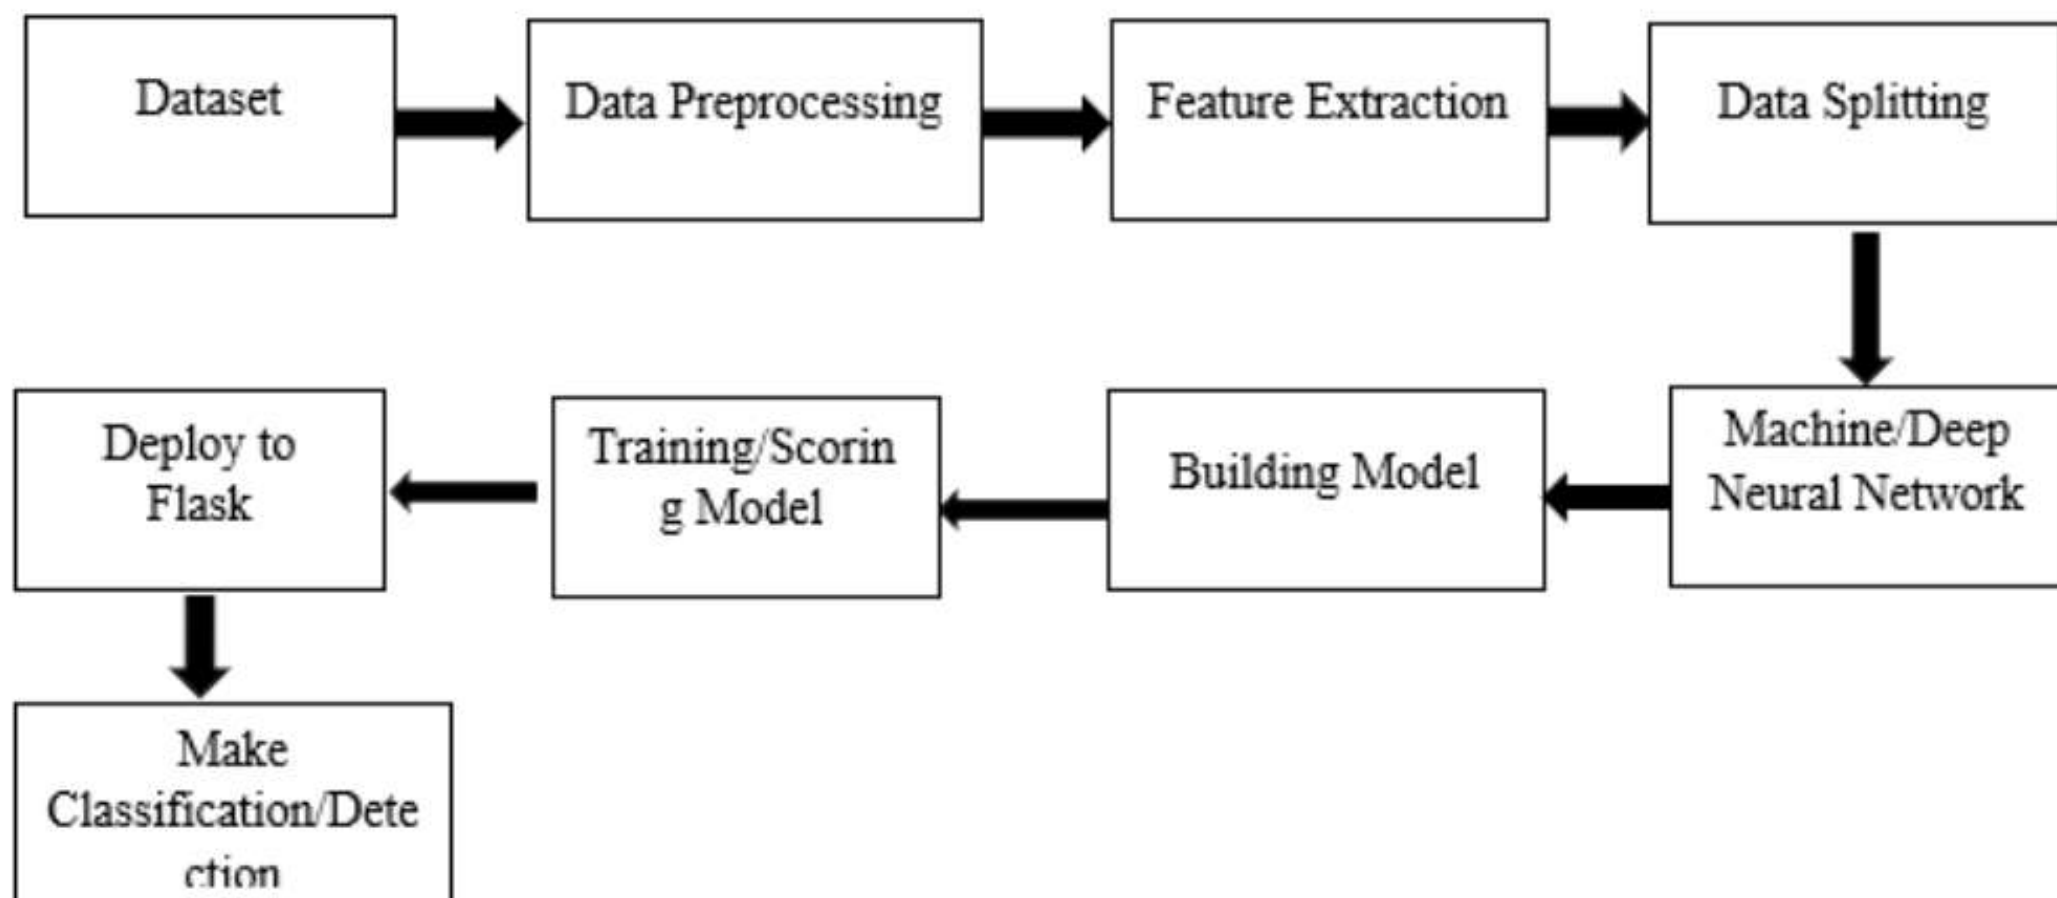 Dataset
Data Preprocessing
Feature Extraction
Data Splitting
Machine/Deep
Neural Network
Building Model
Training/Scorin
g Model
Deploy to
Flask
Make
Classification/Dete
ction